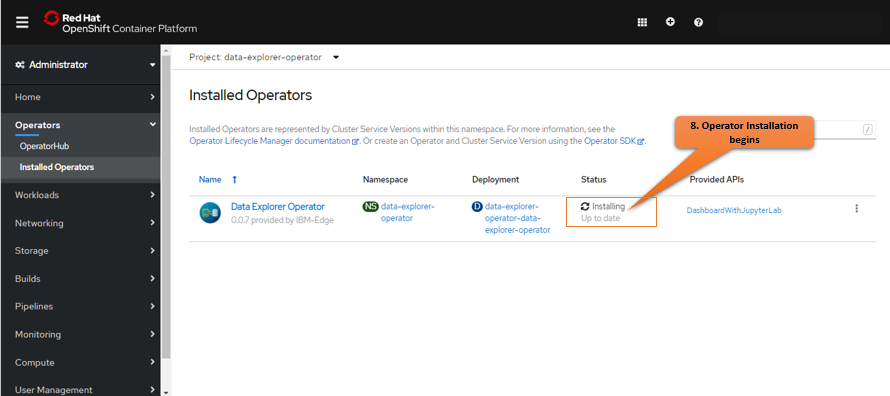 Red Hat
OpenShift Container Platform
Administrator
Home
Operators
OperatorHub
Installed Operators
Workloads
Networking
Storage
Builds
Pipelines
Monitoring
Compute
User Management
Project: data-explorer-operator
Installed Operators
8. Operator Installation
begins
/
Installed Operators are represented by Cluster Service Versions within this namespace. For more information, see the
Operator Lifecycle Manager documentation. Or create an Operator and Cluster Service Version using the Operator SDK.
Name Namespace Deployment Status Provided APIs
Data Explorer Operator NS data-explorer- D data-explorer- Installing DashboardWithJupyterLab
0.0.7 provided by IBM-Edge operator operator-data- Up to date
explorer-operator